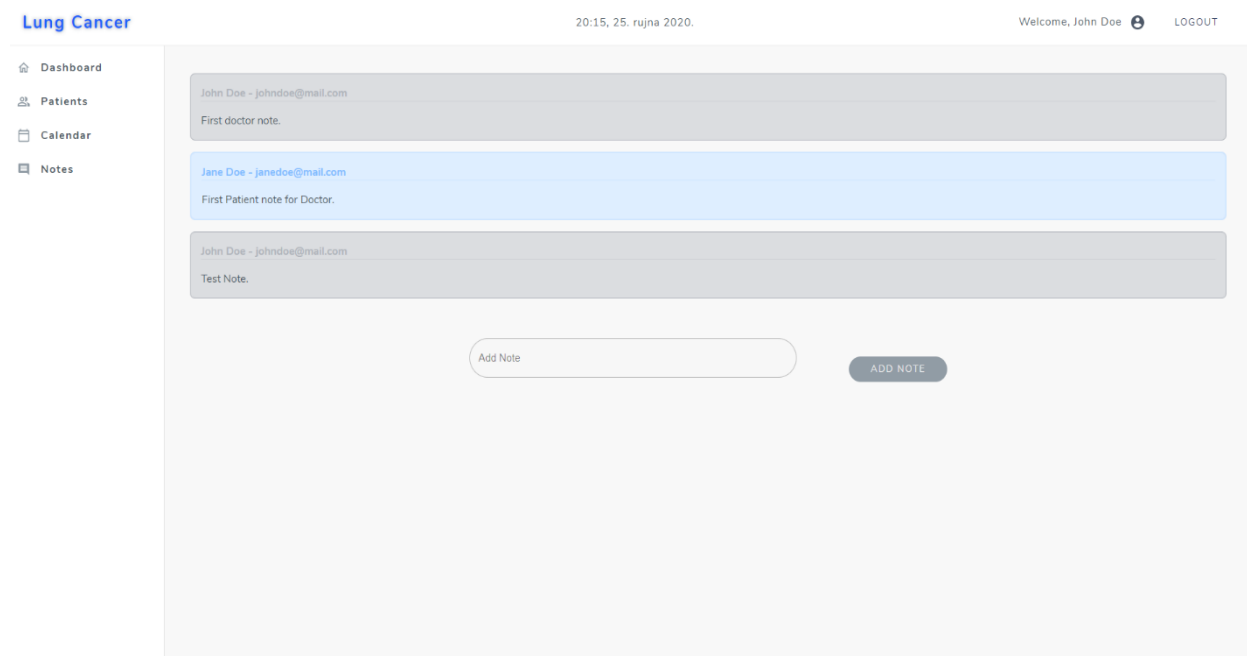 Lung Cancer
20:15, 25. rujna 2020.
Welcome, John Doe
LOGOUT
Dashboard
Patients
Calendar
Notes
John Doe - johndoe@mail.com
First doctor note.
Jane Doe - janedoe@mail.com
First Patient note for Doctor.
John Doe - johndoe@mail.com
Test Note.
Add Note
ADD NOTE